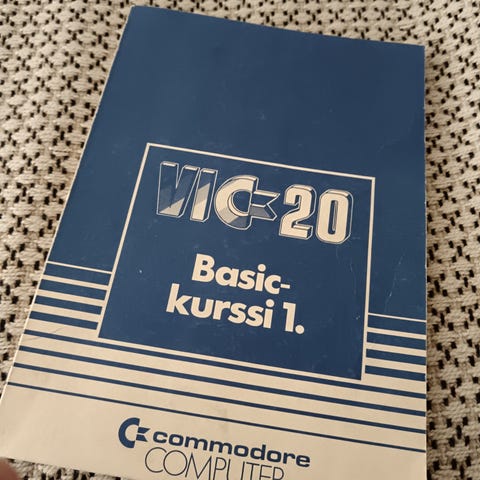 VIC 20
Basic-
kurssi 1.
commodore
COMPUTER